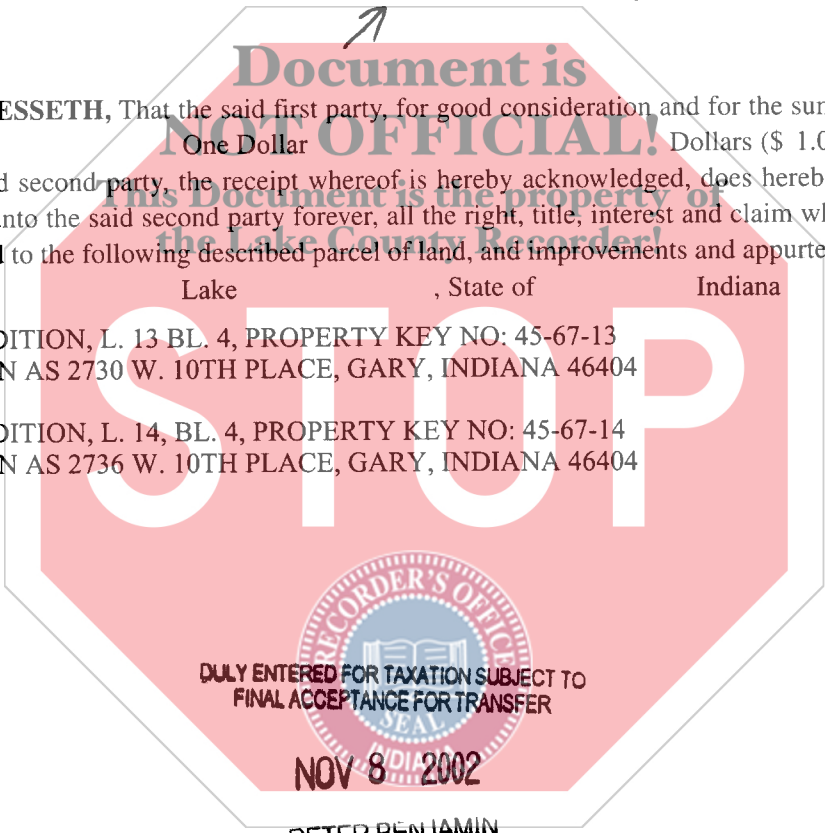 Document is
ESSETH, That the said first party, for good consideration and for the sum
NOT OFFICIAL!
One Dollar Dollars ($ 1.0
d second party, the receipt whereof is hereby acknowledged, does hereb
This Document is the property of
nto the said second party forever, all the right, title, interest and claim wh
the Lake County Recorder!
to the following described parcel of land, and improvements and appurte
Lake , State of Indiana
DITION, L. 13 BL. 4, PROPERTY KEY NO: 45-67-13
N AS 2730 W. 10TH PLACE, GARY, INDIANA 46404
DITION, L. 14, BL. 4, PROPERTY KEY NO: 45-67-14
N AS 2736 W. 10TH PLACE, GARY, INDIANA 46404
STOP
RECORDER'S OFFICE
DULY ENTERED FOR TAXATION SUBJECT TO
FINAL ACCEPTANCE FOR TRANSFER
SEAL
INDIANA
NOV 8 2002
PETER BENJAMIN